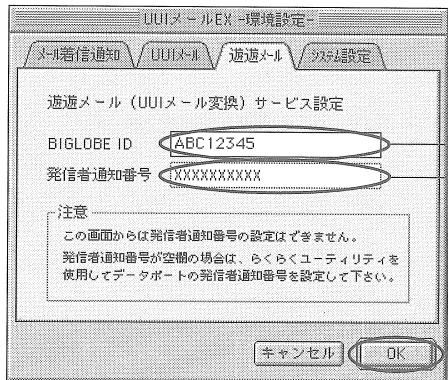 UUIメールEX -環境設定-
メール着信通知 UUIメール 遊遊メール システム設定
遊遊メール（UUIメール変換）サービス設定
BIGLOBE ID ABC12345
発信者通知番号 XXXXXXXXXX
注意
この画面からは発信者通知番号の設定はできません。
発信者通知番号が空欄の場合は、らくらくユーティリティを
使用してデータポートの発信者通知番号を設定して下さい。
キャンセル OK